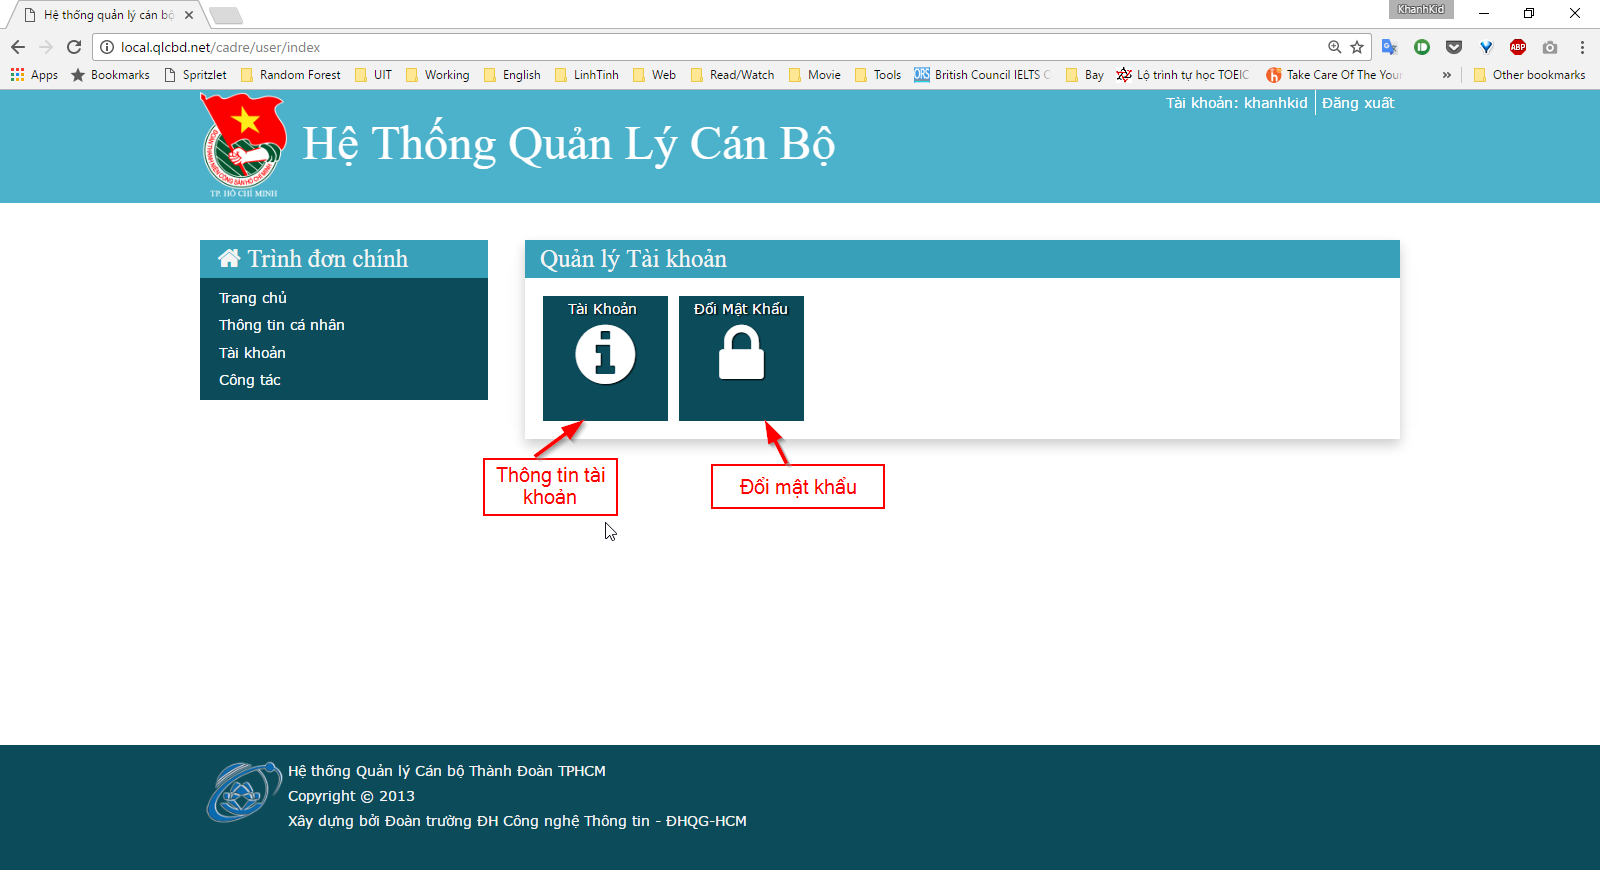 Hệ thống quản lý cán bộ
KhanhKid
local.qlcbd.net/cadre/user/index
Apps
Bookmarks
Spritzlet
Random Forest
UIT
Working
English
LinhTinh
Web
Read/Watch
Movie
Tools
British Council IELTS
Bay
Lộ trình tự học TOEIC
Take Care Of The
»
Other bookmarks
ABP
ORS
TP. HỒ CHÍ MINH
Hệ Thống Quản Lý Cán Bộ
Tài khoản: khanhkid
Đăng xuất
Trình đơn chính
Trang chủ
Thông tin cá nhân
Tài khoản
Công tác
Quản lý Tài khoản
Tài Khoản
Đổi Mật Khẩu
Thông tin tài
khoản
Đổi mật khẩu
Hệ thống Quản lý Cán bộ Thành Đoàn TPHCM
Copyright © 2013
Xây dựng bởi Đoàn trường ĐH Công nghệ Thông tin - ĐHQG-HCM